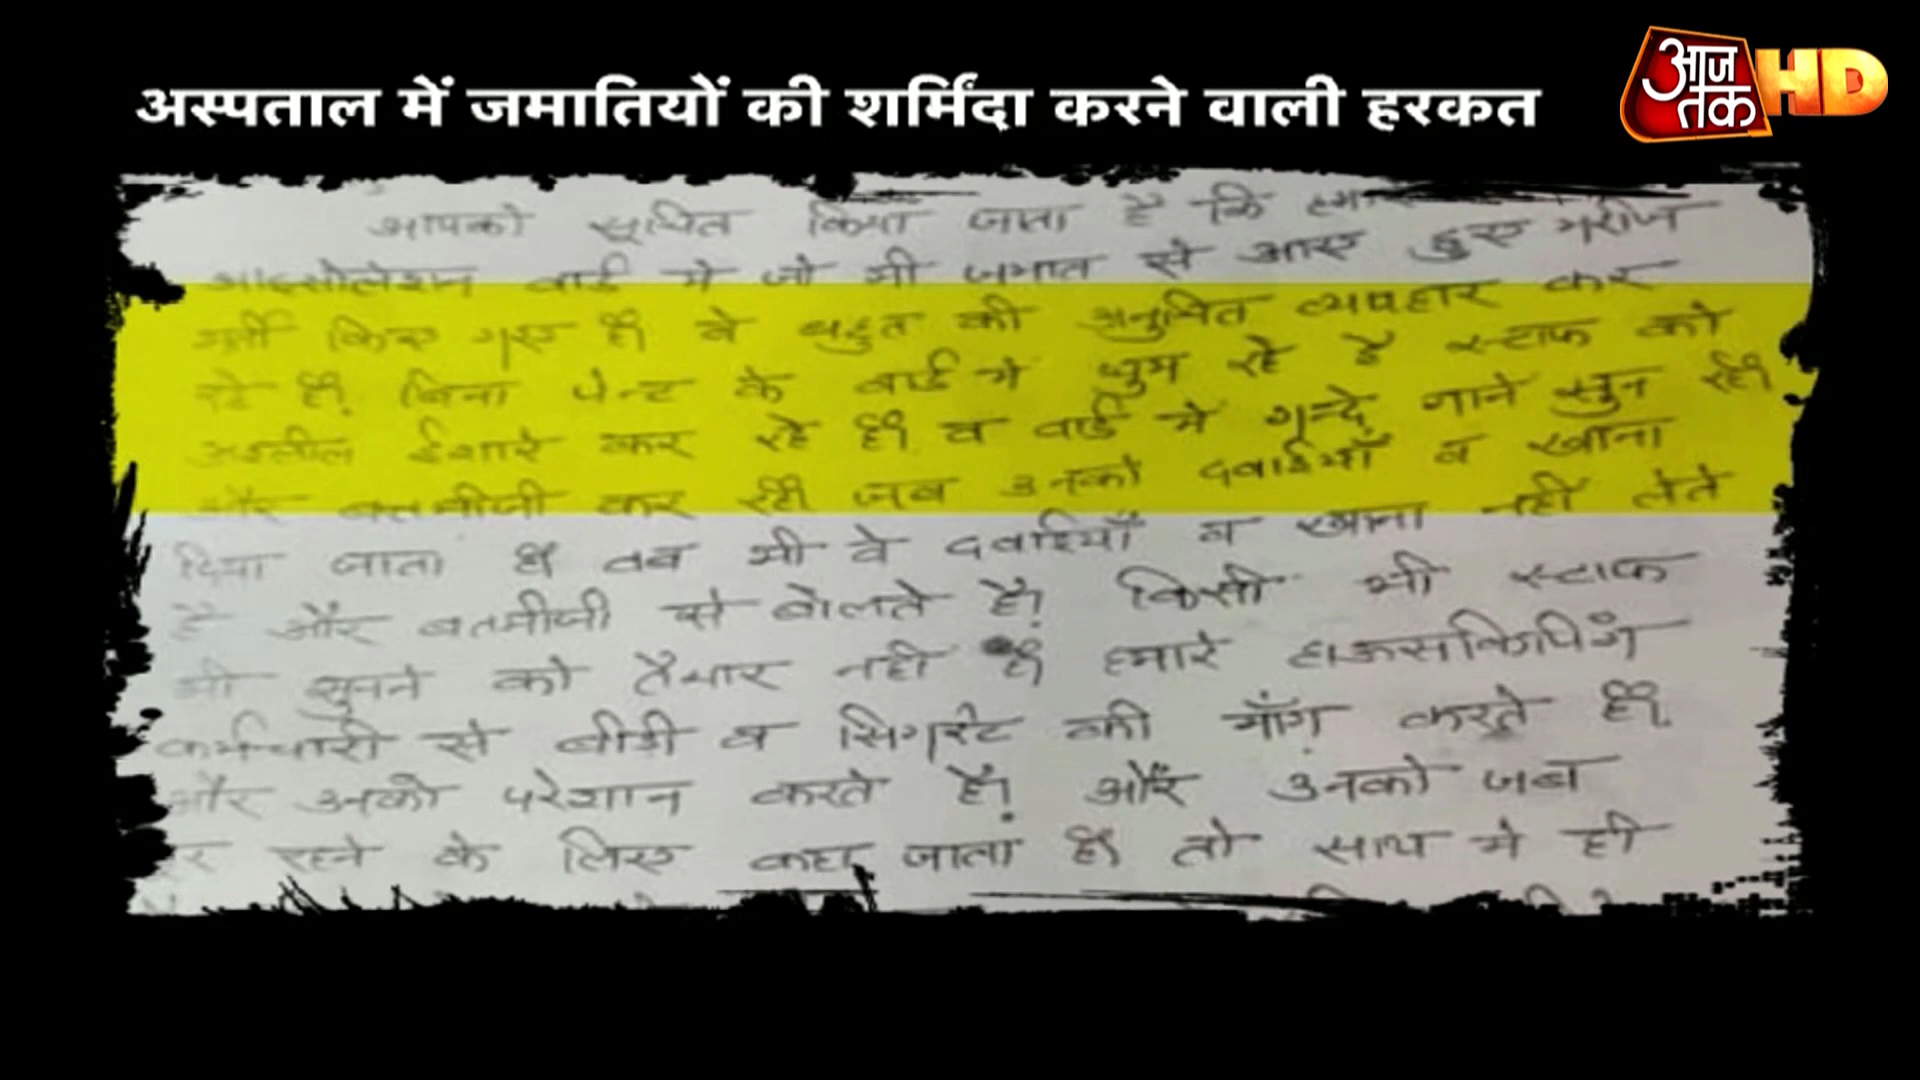 अस्पताल में जमातियों की शर्मिंदा करने वाली हरकत
आज तक HD
आपको सूचित किया जाता है कि
आइसोलेशन वार्ड मे जो भी जमात से आए हुए मरीज
भर्ती किए गए है। वे बहुत की अनुचित व्यवहार कर
रहे है। बिना पेन्ट के वार्ड मे घुम रहे है स्टाफ को
अश्लील ईशारे कर रहे है। व वार्ड मे गन्दे गाने सुन रहे।
और बतमीजी कर रहे। जब उनको दवाईयाँ व खाना
दिया जाता है तब भी वे दवाईयाँ व खाना नही लेते
है और बतमीजी से बोलते है। किसी भी स्टाफ
की सुनने को तैयार नही है हमारे हाऊसकिपिंग
कर्मचारी से बीडी व सिगरेट की माँग करते है।
और उनको परेशान करते है। और उनको जब
रहने के लिए कहा जाता है तो साथ मे ही